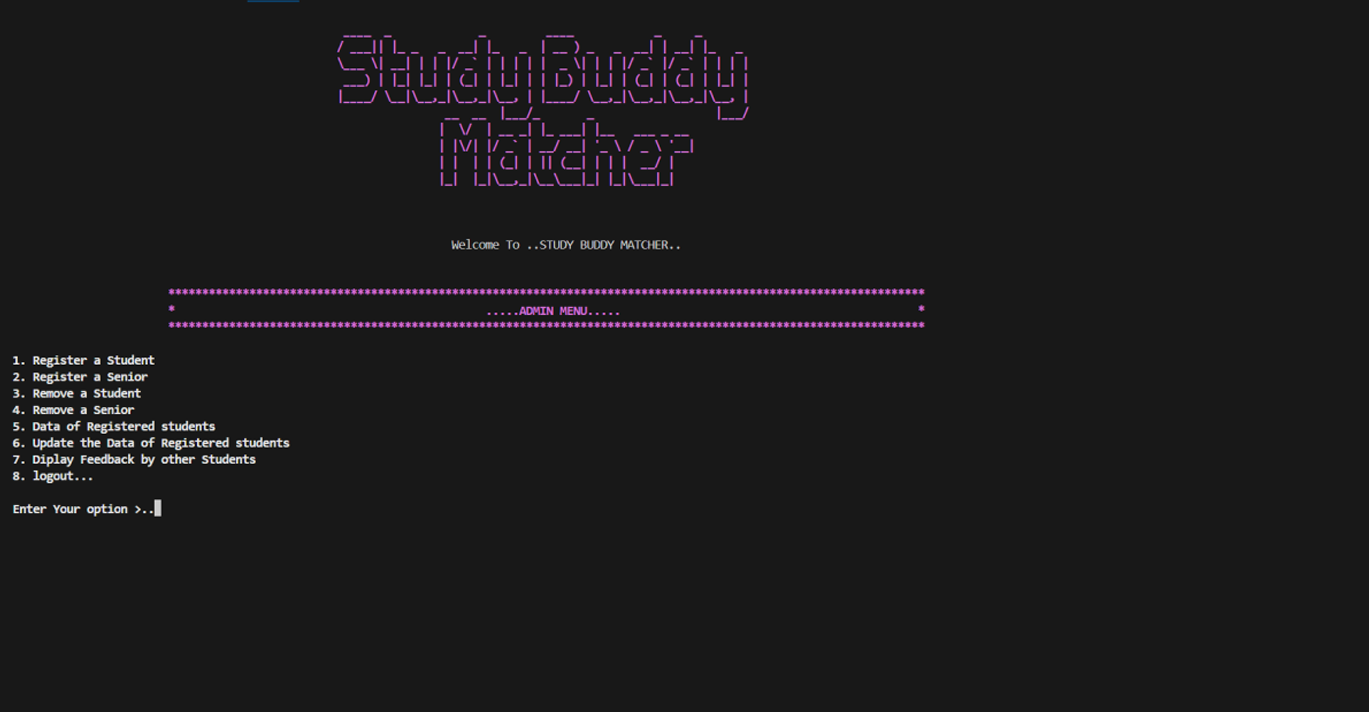 Study Buddy
Matcher
Welcome To ..STUDY BUDDY MATCHER..
****************************************************************************************************************
* .....ADMIN MENU..... *
****************************************************************************************************************
1. Register a Student
2. Register a Senior
3. Remove a Student
4. Remove a Senior
5. Data of Registered students
6. Update the Data of Registered students
7. Diplay Feedback by other Students
8. logout...
Enter Your option >..